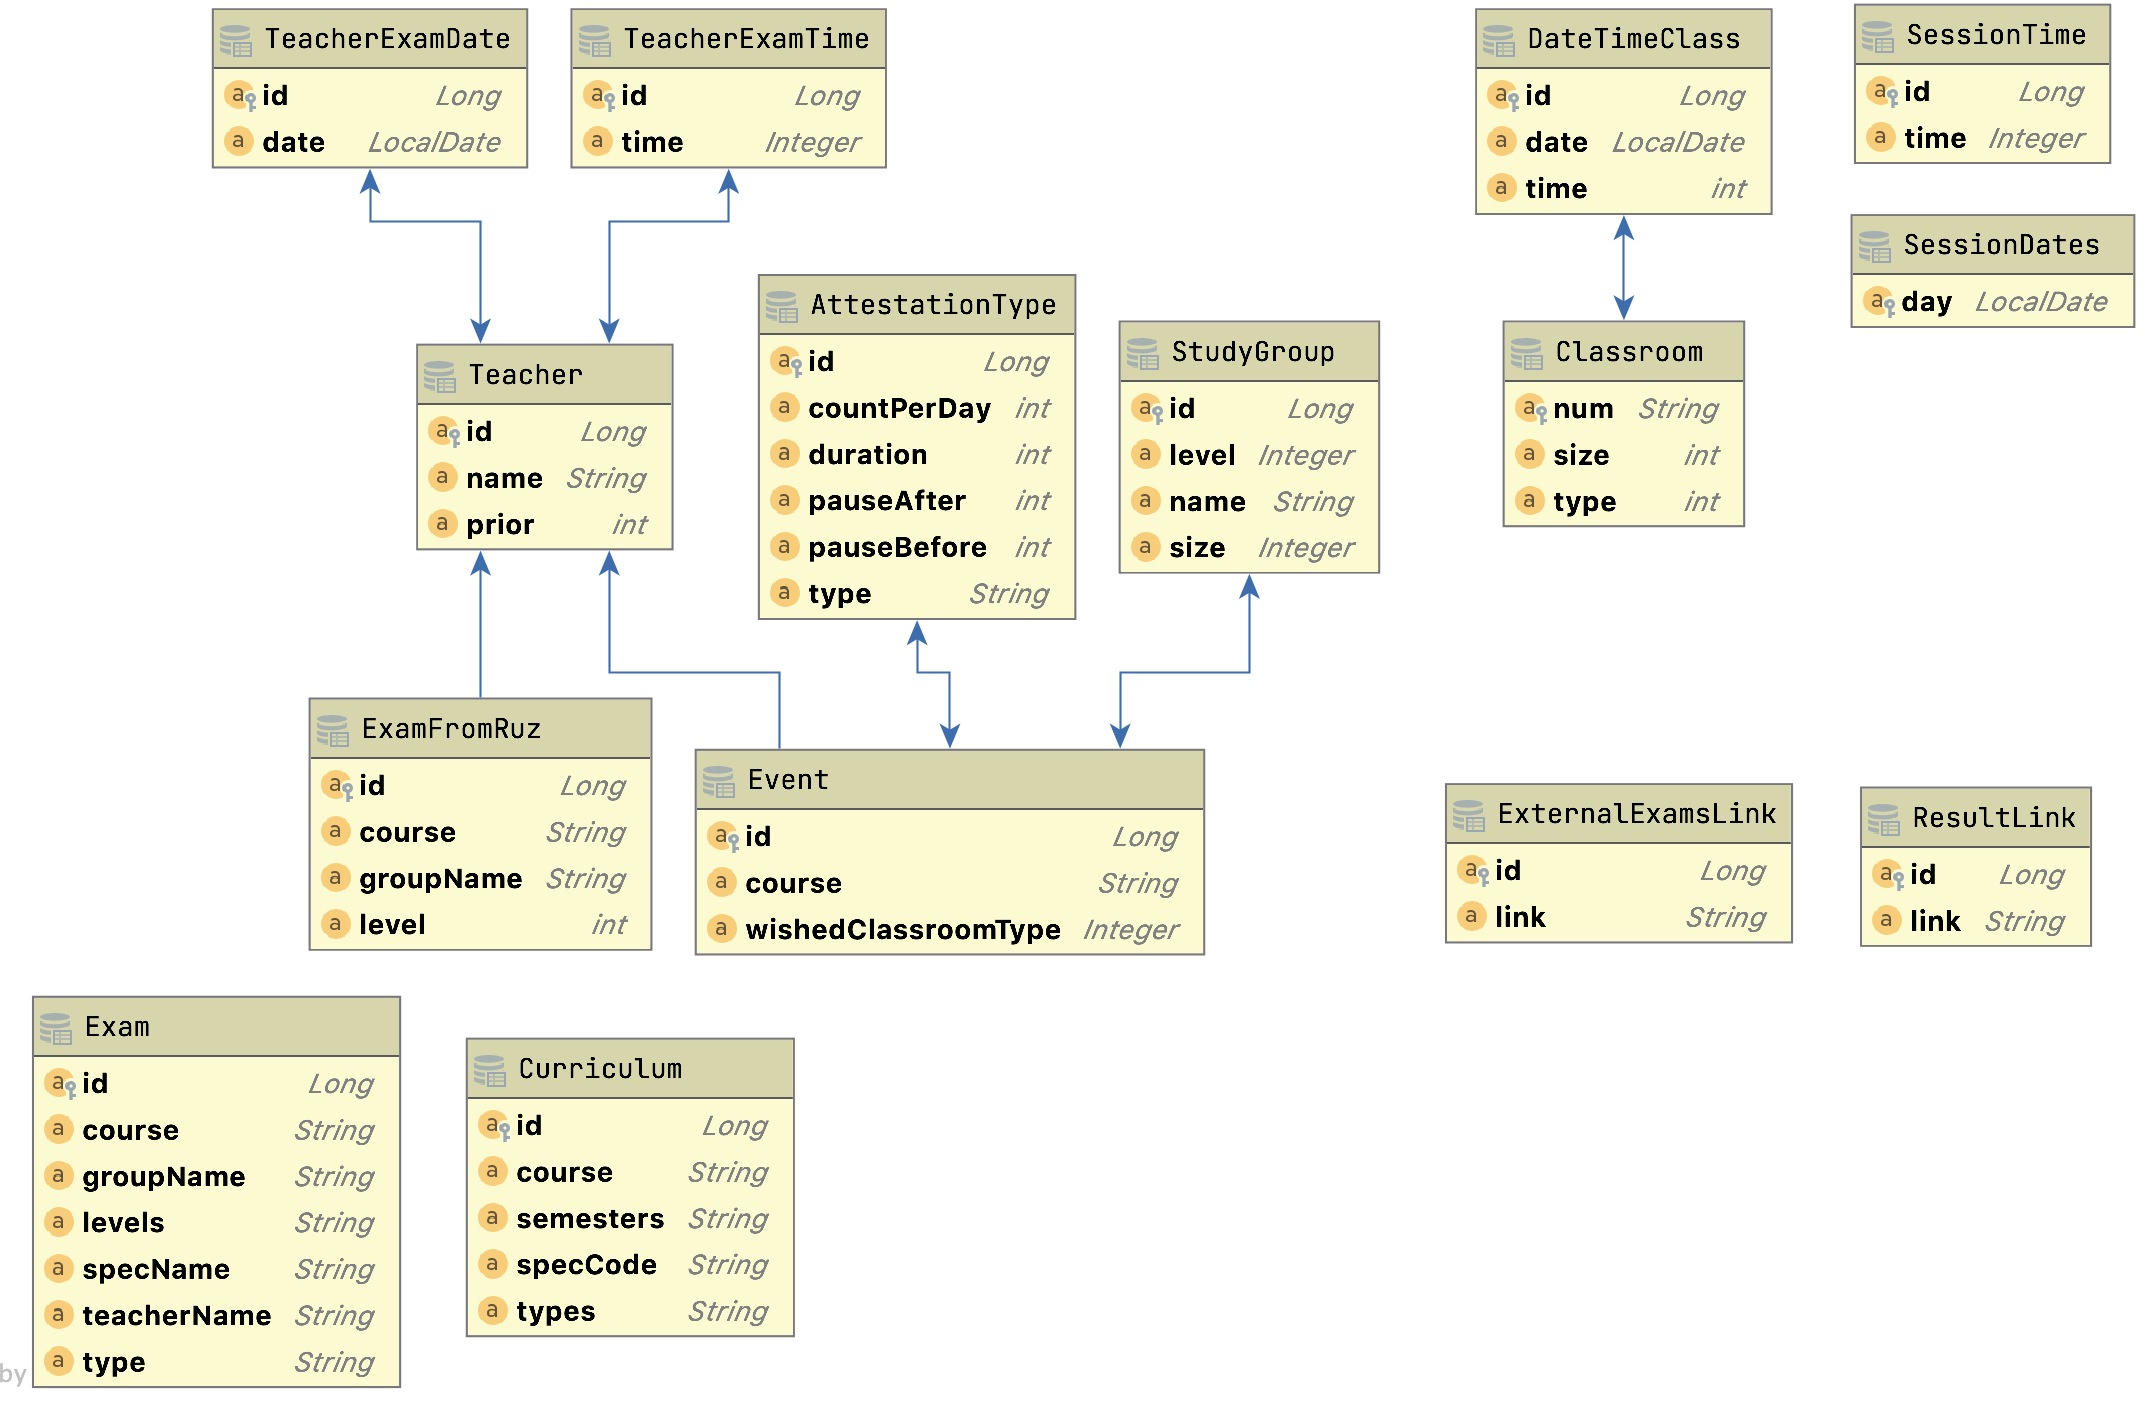 TeacherExamDate
id Long
date LocalDate
TeacherExamTime
id Long
time Integer
DateTimeClass
id Long
date LocalDate
time int
SessionTime
id Long
time Integer
SessionDates
day LocalDate
Teacher
id Long
name String
prior int
AttestationType
id Long
countPerDay int
duration int
pauseAfter int
pauseBefore int
type String
StudyGroup
id Long
level Integer
name String
size Integer
Classroom
num String
size int
type int
ExamFromRuz
id Long
course String
groupName String
level int
Event
id Long
course String
wishedClassroomType Integer
ExternalExamsLink
id Long
link String
ResultLink
id Long
link String
Exam
id Long
course String
groupName String
levels String
specName String
teacherName String
type String
Curriculum
id Long
course String
semesters String
specCode String
types String
by